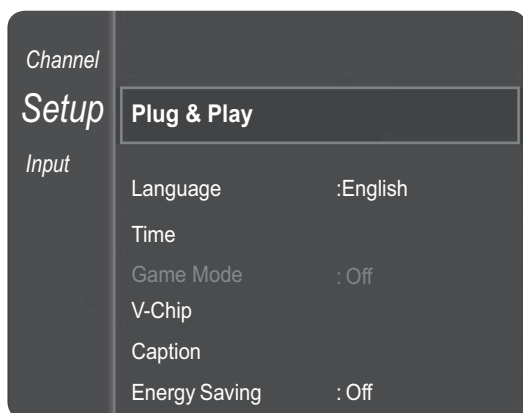 Channel
Setup
Input
Plug & Play
Language :English
Time
Game Mode : Off
V-Chip
Caption
Energy Saving : Off